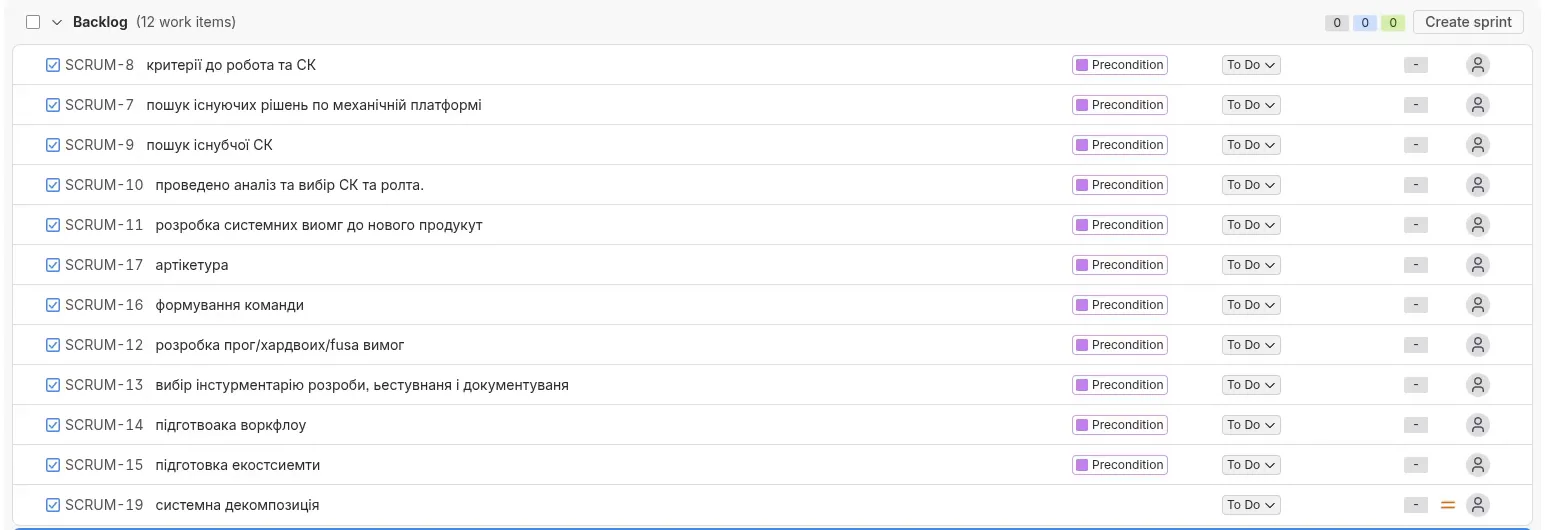 Backlog (12 work items) 0 0 0 Create sprint
SCRUM-8 критерії до робота та СК Precondition To Do -
SCRUM-7 пошук існуючих рішень по механічній платформі Precondition To Do -
SCRUM-9 пошук існубчої СК Precondition To Do -
SCRUM-10 проведено аналіз та вибір СК та ролта. Precondition To Do -
SCRUM-11 розробка системних виомг до нового продукут Precondition To Do -
SCRUM-17 артікетура Precondition To Do -
SCRUM-16 формування команди Precondition To Do -
SCRUM-12 розробка прог/хардвоих/fusa вимог Precondition To Do -
SCRUM-13 вибір інстурментарію розроби, ьестувнаня і документуваня Precondition To Do -
SCRUM-14 підготвоака воркфлоу Precondition To Do -
SCRUM-15 підготовка екостсиемти Precondition To Do -
SCRUM-19 системна декомпозиція To Do -